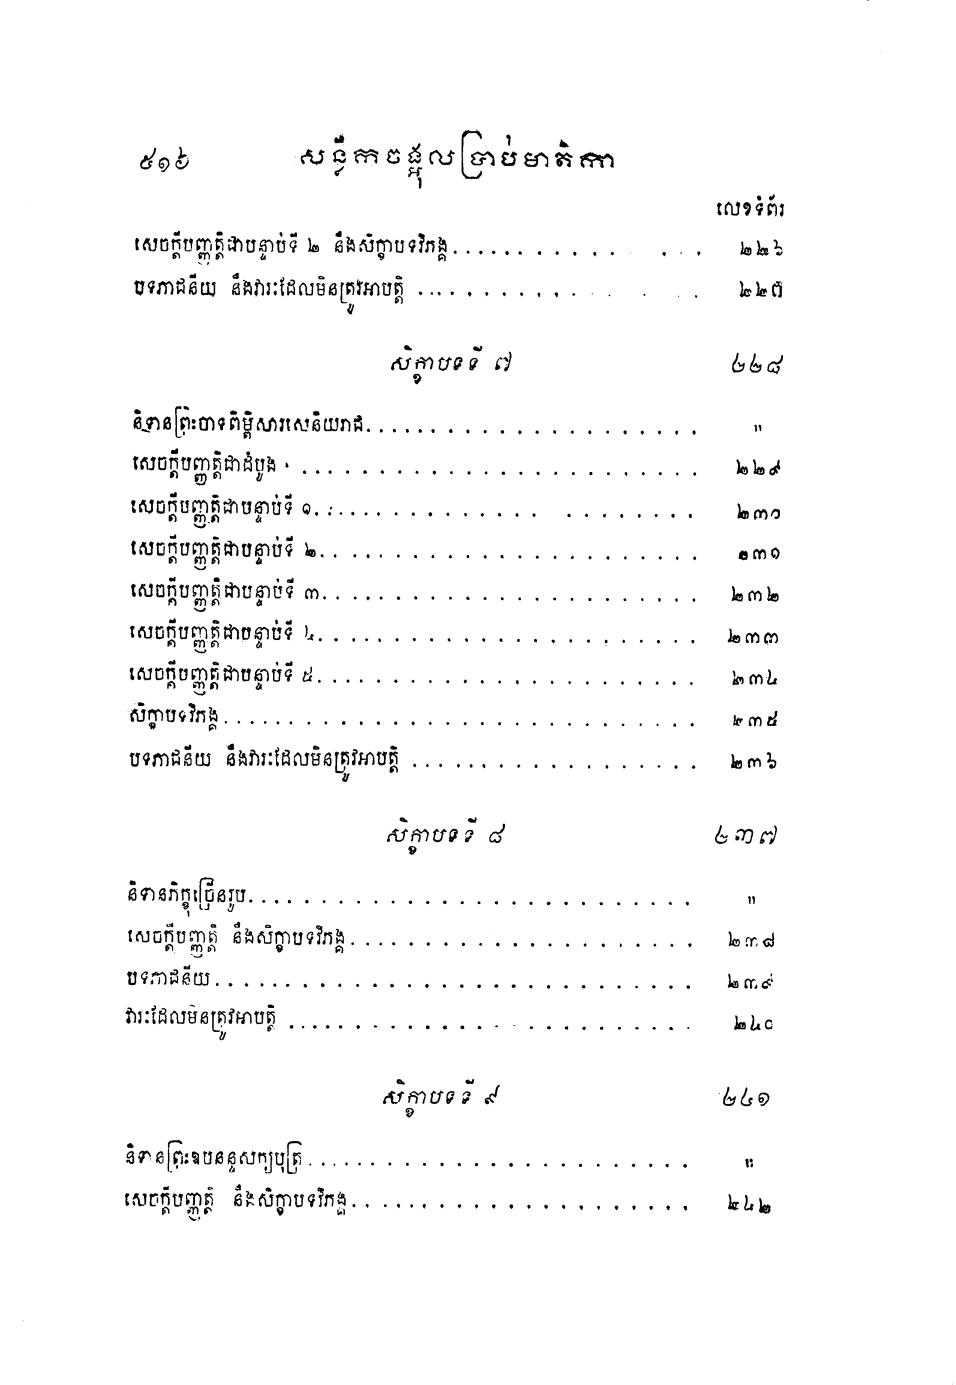 ៥១៦ សន្លឹកចង្អុលប្រាប់មាតិកា
លេខទំព័រ
សេចក្តីបញ្ញត្តិជាបន្ទាប់ទី ២ នឹងសិក្ខាបទវិភង្គ ២២៦
បទភាជនីយ នឹងវារៈដែលមិនត្រូវអាបត្តិ ២២៧
សិក្ខាបទទី ៧ ២២៨
និទានព្រះបាទពិម្ពិសារសេនិយរាជ "
សេចក្តីបញ្ញត្តិជាដំបូង ២២៩
សេចក្តីបញ្ញត្តិជាបន្ទាប់ទី ១ ២៣០
សេចក្តីបញ្ញត្តិជាបន្ទាប់ទី ២ ២៣១
សេចក្តីបញ្ញត្តិជាបន្ទាប់ទី ៣ ២៣២
សេចក្តីបញ្ញត្តិជាបន្ទាប់ទី ៤ ២៣៣
សេចក្តីបញ្ញត្តិជាបន្ទាប់ទី ៥ ២៣៤
សិក្ខាបទវិភង្គ ២៣៥
បទភាជនីយ នឹងវារៈដែលមិនត្រូវអាបត្តិ ២៣៦
សិក្ខាបទទី ៨ ២៣៧
និទានភិក្ខុច្រើនរូប "
សេចក្តីបញ្ញត្តិ នឹងសិក្ខាបទវិភង្គ ២៣៨
បទភាជនីយ ២៣៩
វារៈដែលមិនត្រូវអាបត្តិ ២៤០
សិក្ខាបទទី ៩ ២៤១
និទានព្រះឧបនន្ទសក្យបុត្រ "
សេចក្តីបញ្ញត្តិ នឹងសិក្ខាបទវិភង្គ ២៤២